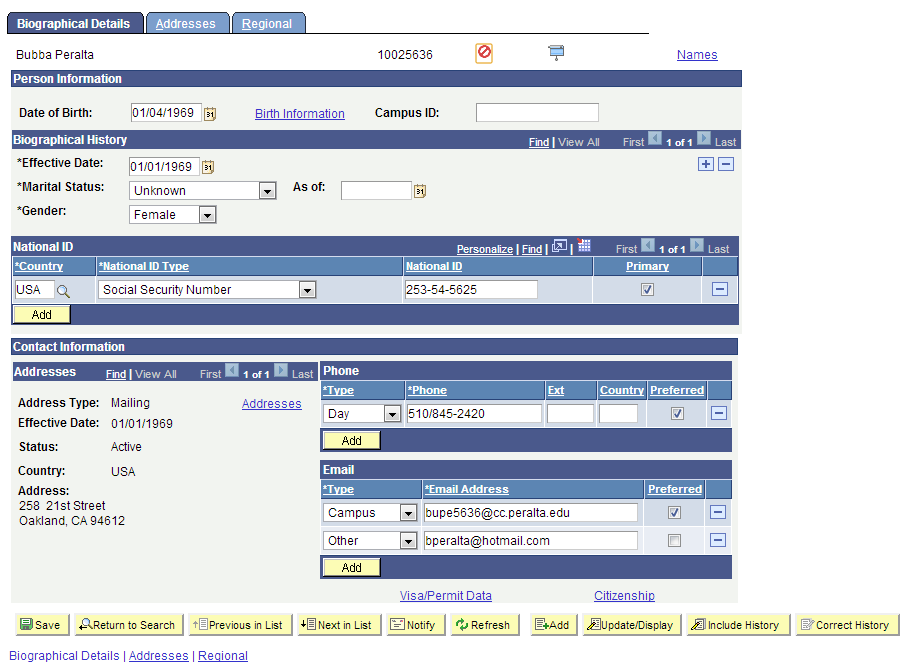 Biographical Details Addresses Regional
Bubba Peralta 10025636 Names
Person Information
Date of Birth: 01/04/1969 31 Birth Information Campus ID:
Biographical History Find | View All First 1 of 1 Last
*Effective Date: 01/01/1969 31
*Marital Status: Unknown As of: 31
*Gender: Female
National ID Personalize | Find | | First 1 of 1 Last
*Country *National ID Type National ID Primary
USA Social Security Number 253-54-5625
Add
Contact Information
Addresses Find | View All First 1 of 1 Last
Address Type: Mailing Addresses
Effective Date: 01/01/1969
Status: Active
Country: USA
Address:
258 21st Street
Oakland, CA 94612
Phone
*Type *Phone Ext Country Preferred
Day 510/845-2420
Add
Email
*Type *Email Address Preferred
Campus bupe5636@cc.peralta.edu
Other bperalta@hotmail.com
Add
Visa/Permit Data Citizenship
Save Return to Search Previous in List Next in List Notify Refresh Add Update/Display Include History Correct History
Biographical Details | Addresses | Regional